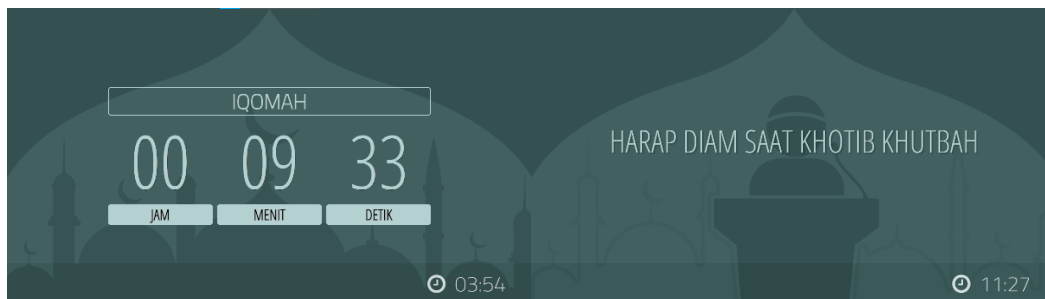 IQOMAH
00 09 33
JAM MENIT DETIK
03:54
HARAP DIAM SAAT KHOTIB KHUTBAH
11:27